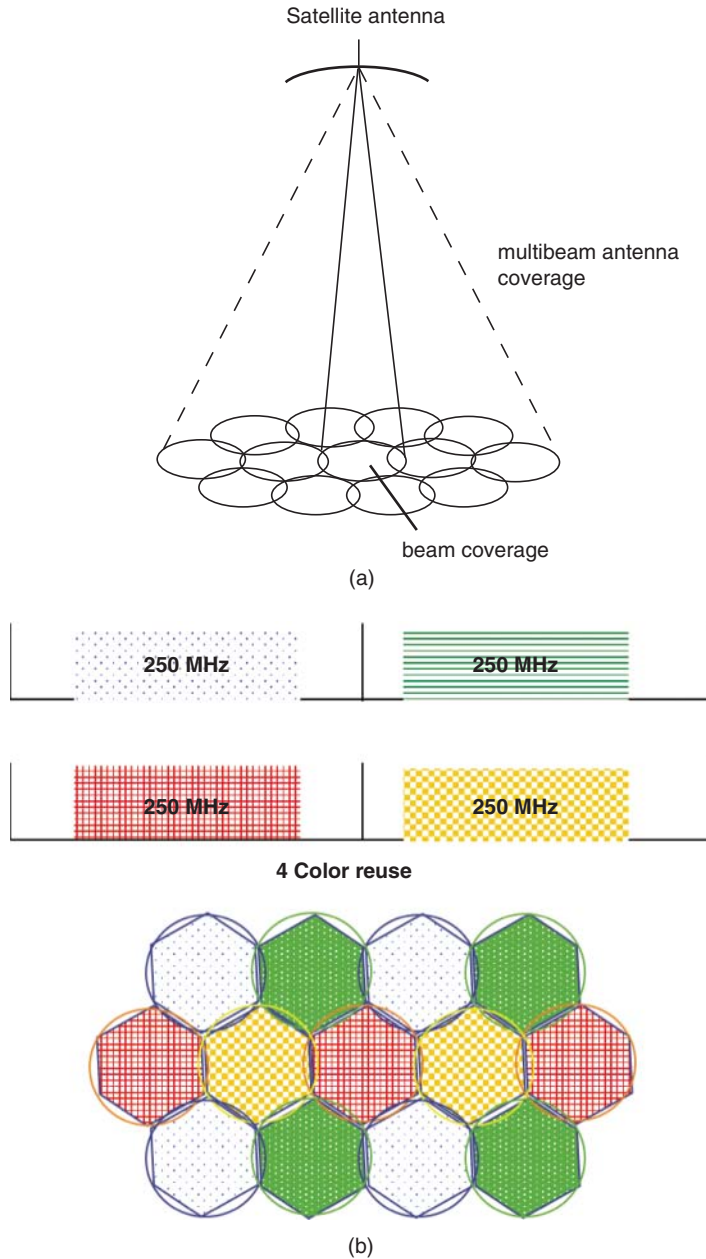 Satellite antenna
multibeam antenna
coverage
beam coverage
(a)
250 MHz
250 MHz
250 MHz
250 MHz
4 Color reuse
(b)